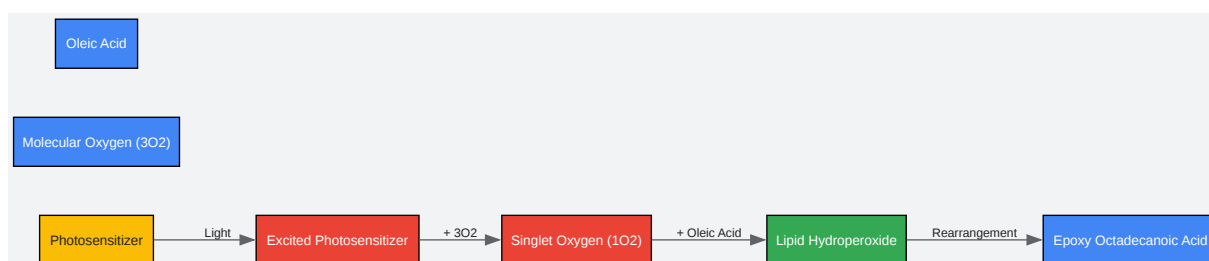 Oleic Acid
Molecular Oxygen (3O2)
Photosensitizer
Light
Excited Photosensitizer
+ 3O2
Singlet Oxygen (1O2)
+ Oleic Acid
Lipid Hydroperoxide
Rearrangement
Epoxy Octadecanoic Acid